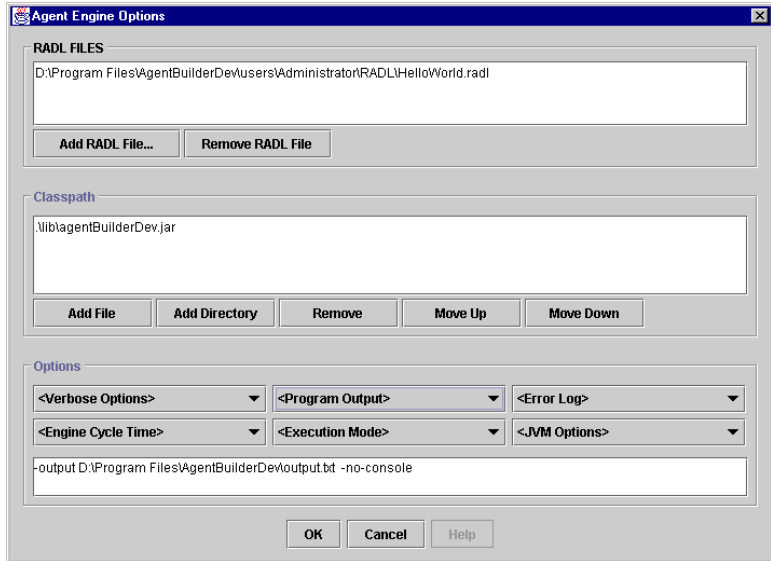 Agent Engine Options
RADL FILES
D:\Program Files\AgentBuilderDev\users\Administrator\RADL\HelloWorld.radl
Add RADL File... Remove RADL File
Classpath
.\lib\agentBuilderDev.jar
Add File Add Directory Remove Move Up Move Down
Options
<Verbose Options> <Program Output> <Error Log>
<Engine Cycle Time> <Execution Mode> <JVM Options>
-output D:\Program Files\AgentBuilderDev\output.txt -no-console
OK Cancel Help